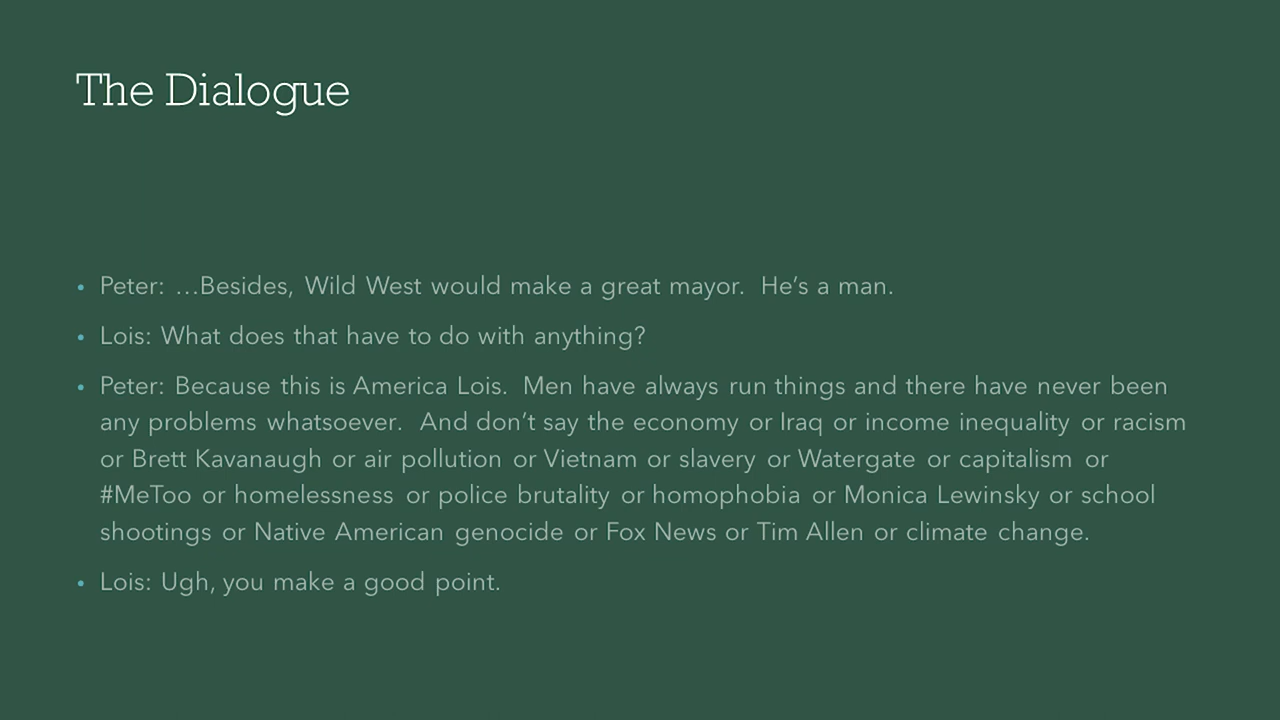 The Dialogue
• Peter: …Besides, Wild West would make a great mayor.  He’s a man.
• Lois: What does that have to do with anything?
• Peter: Because this is America Lois.  Men have always run things and there have never been
any problems whatsoever.  And don’t say the economy or Iraq or income inequality or racism
or Brett Kavanaugh or air pollution or Vietnam or slavery or Watergate or capitalism or
#MeToo or homelessness or police brutality or homophobia or Monica Lewinsky or school
shootings or Native American genocide or Fox News or Tim Allen or climate change.
• Lois: Ugh, you make a good point.